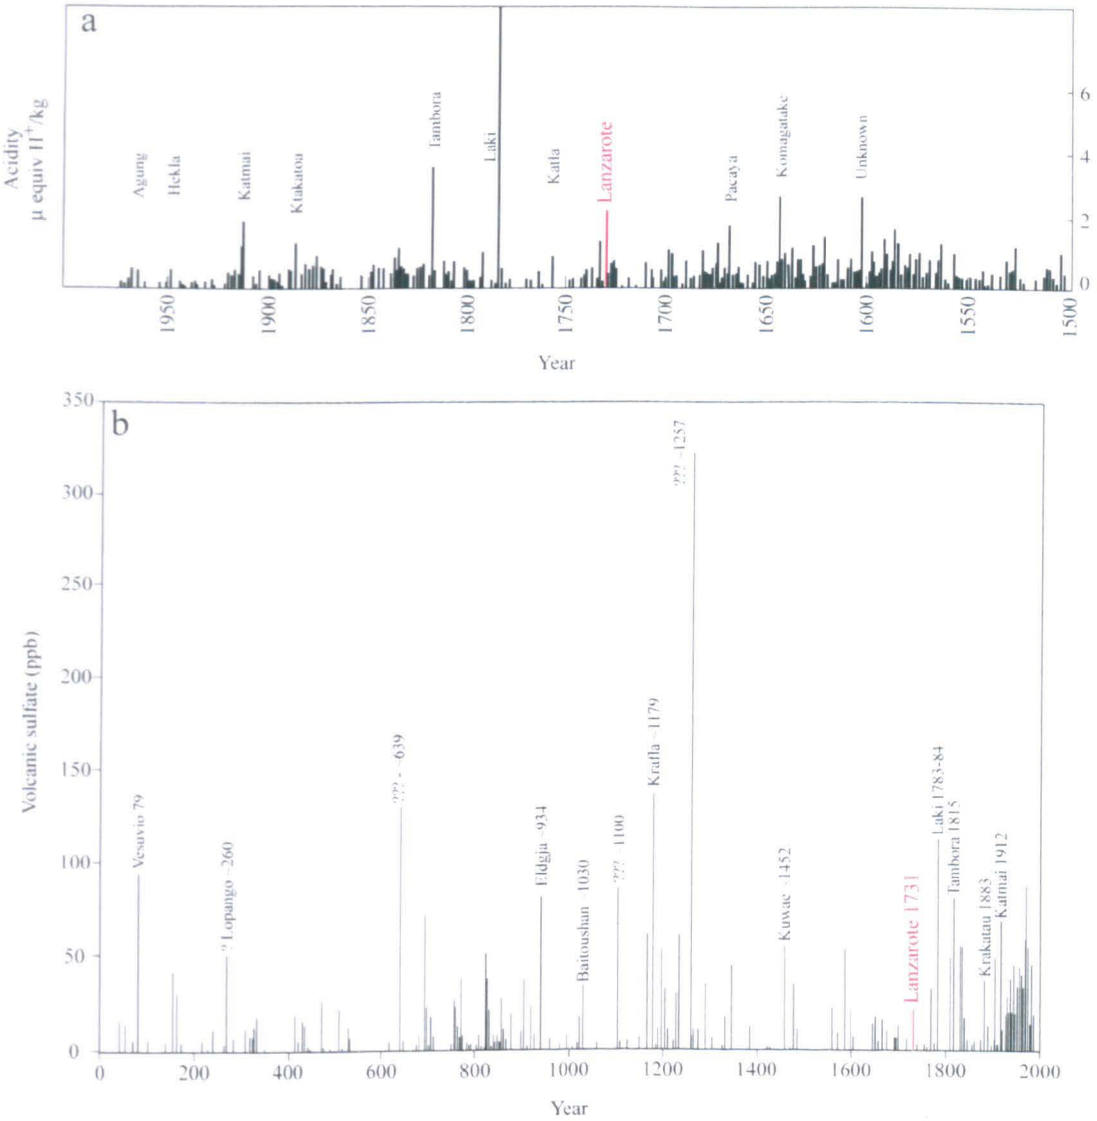 a
Acidity
µ equiv H⁺/kg
Agung
Hekla
Katmai
Ktakatoa
Tambora
Laki
Katla
Lanzarote
Pacaya
Komagatake
Unknown
6
4
2
0
1950
1900
1850
1800
1750
1700
1650
1600
1550
1500
Year
b
Volcanic sulfate (ppb)
350
300
250
200
150
100
50
0
Vesuvio 79
? Lopango ~260
??? - ~639
Eldgja ~934
Baitoushan ~1030
??? ~1100
Krafla ~1179
??? ~1257
Kuwae ~1452
Lanzarote 1731
Laki 1783-84
Tambora 1815
Krakatau 1883
Katmai 1912
0
200
400
600
800
1000
1200
1400
1600
1800
2000
Year